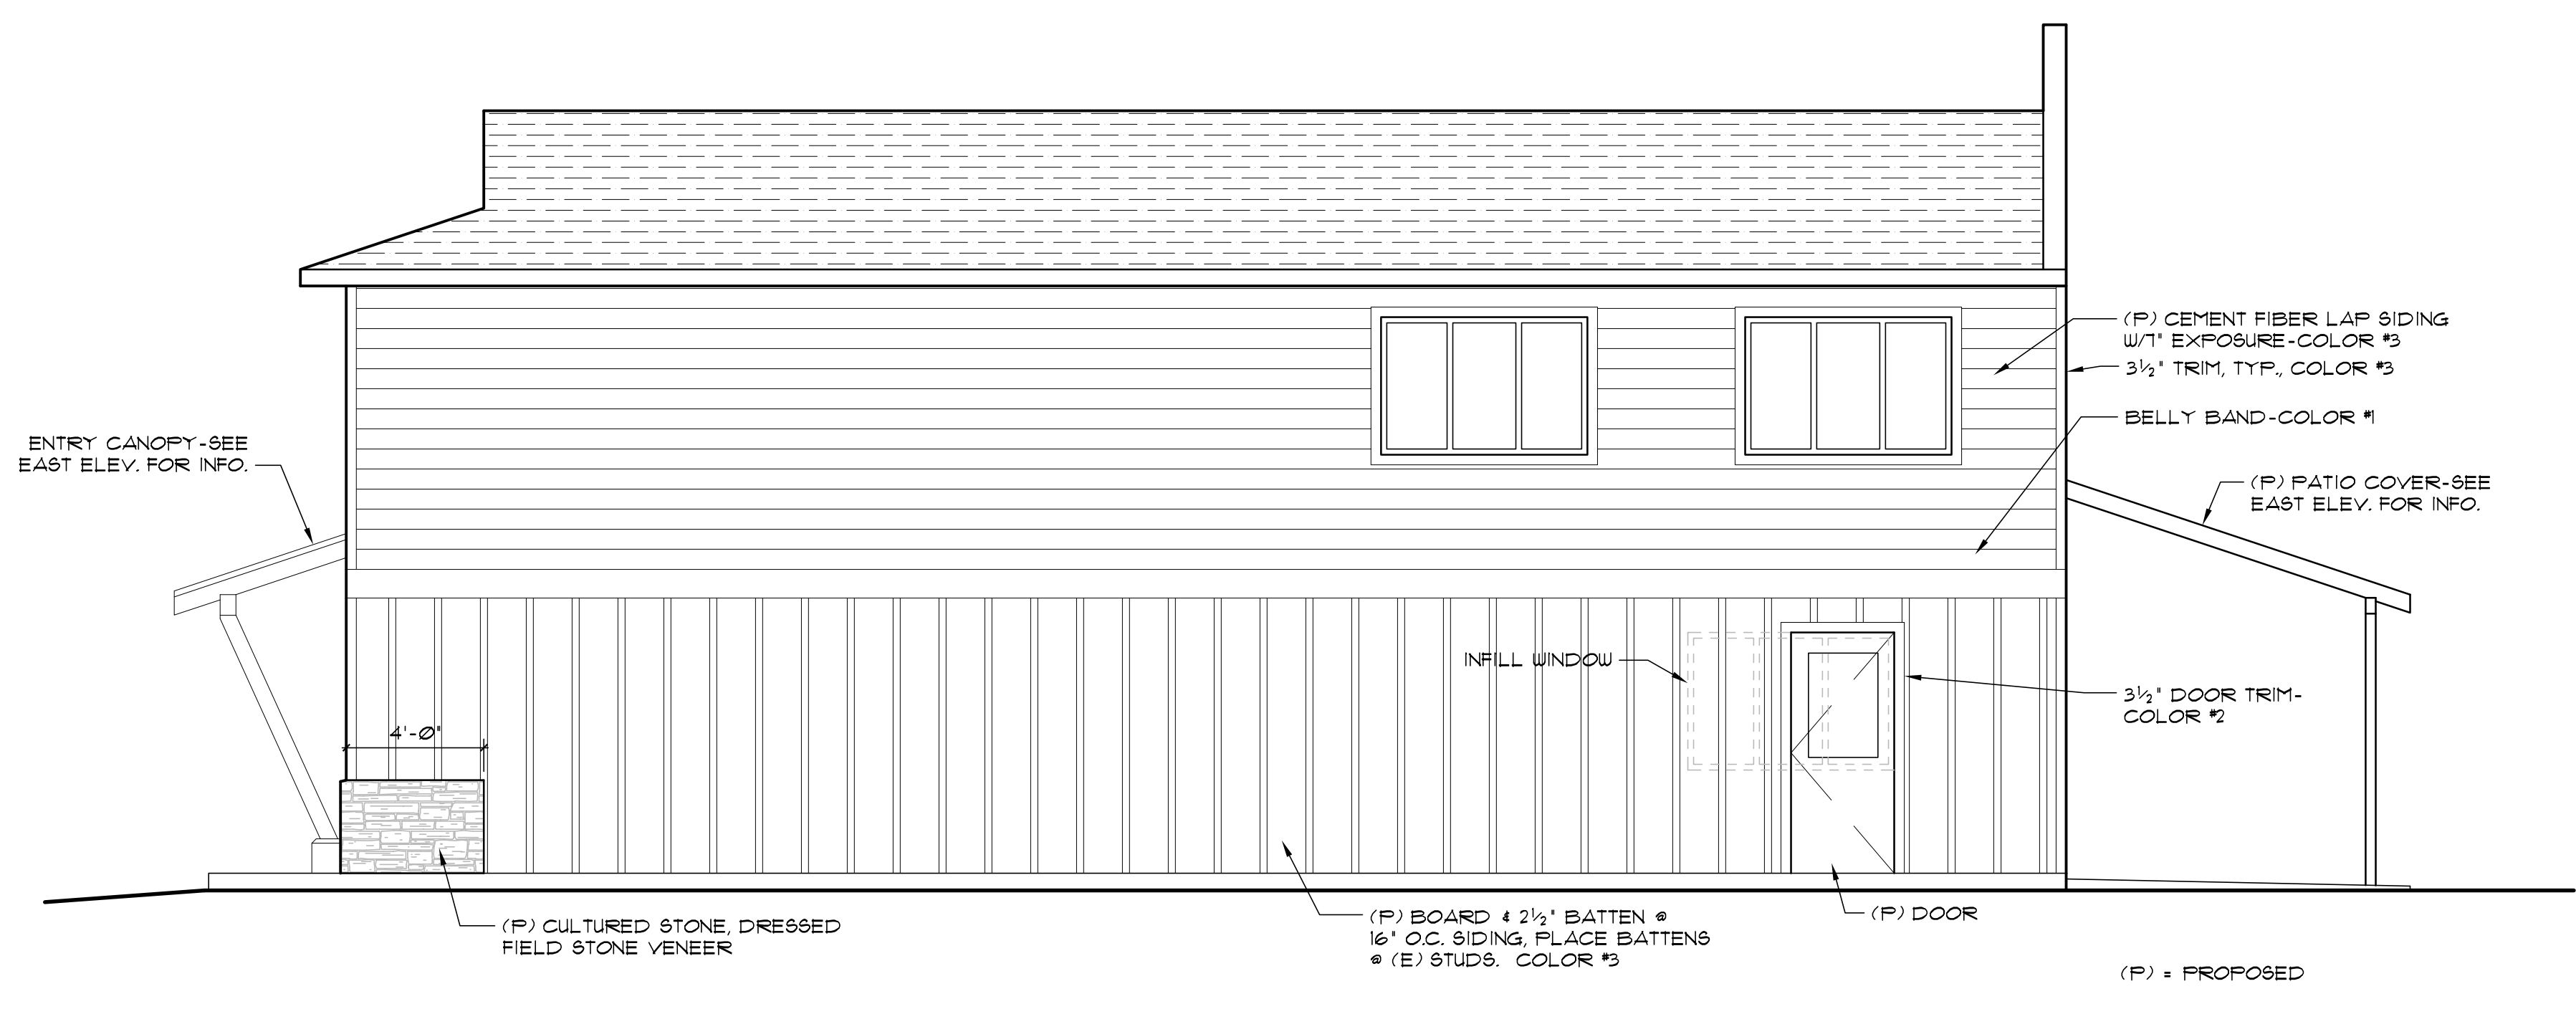 (P) CEMENT FIBER LAP SIDING
W/7" EXPOSURE-COLOR #3
3½" TRIM, TYP., COLOR #3
BELLY BAND-COLOR #1
ENTRY CANOPY-SEE
EAST ELEV. FOR INFO.
(P) PATIO COVER-SEE
EAST ELEV. FOR INFO.
INFILL WINDOW
3½" DOOR TRIM-
COLOR #2
4'-0"
(P) CULTURED STONE, DRESSED
FIELD STONE VENEER
(P) BOARD & 2½" BATTEN @
16" O.C. SIDING, PLACE BATTENS
@ (E) STUDS. COLOR #3
(P) DOOR
(P) = PROPOSED